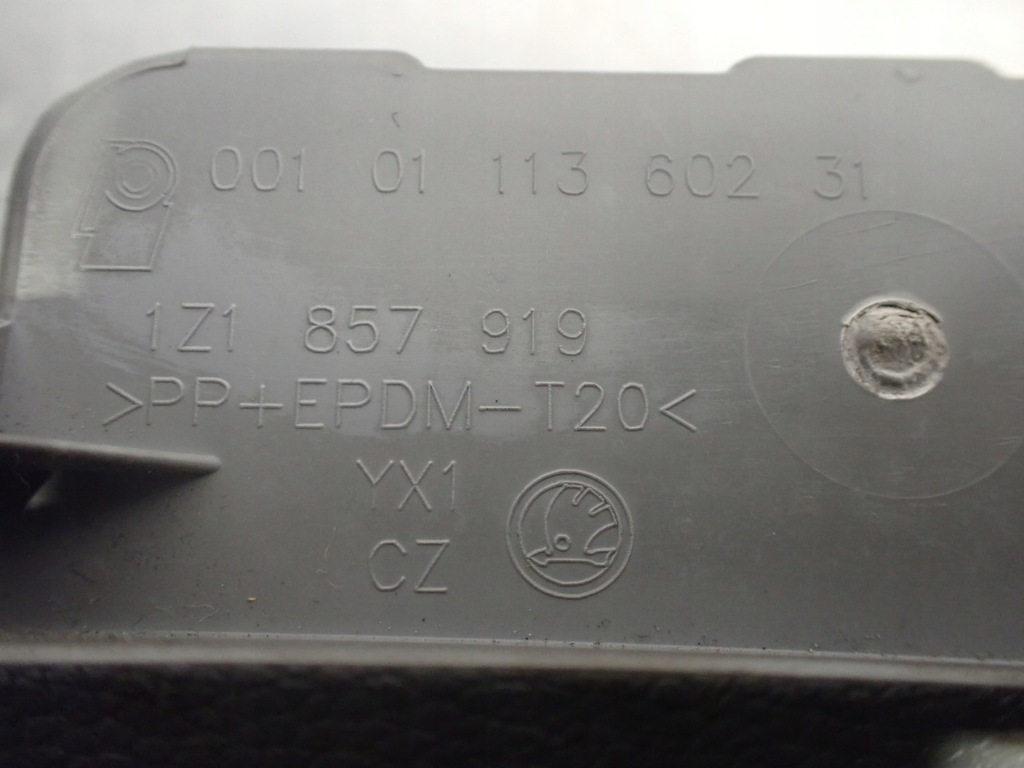 001 01 113 602 31
1Z1 857 919
>PP+EPDM-T20<
YX1
CZ